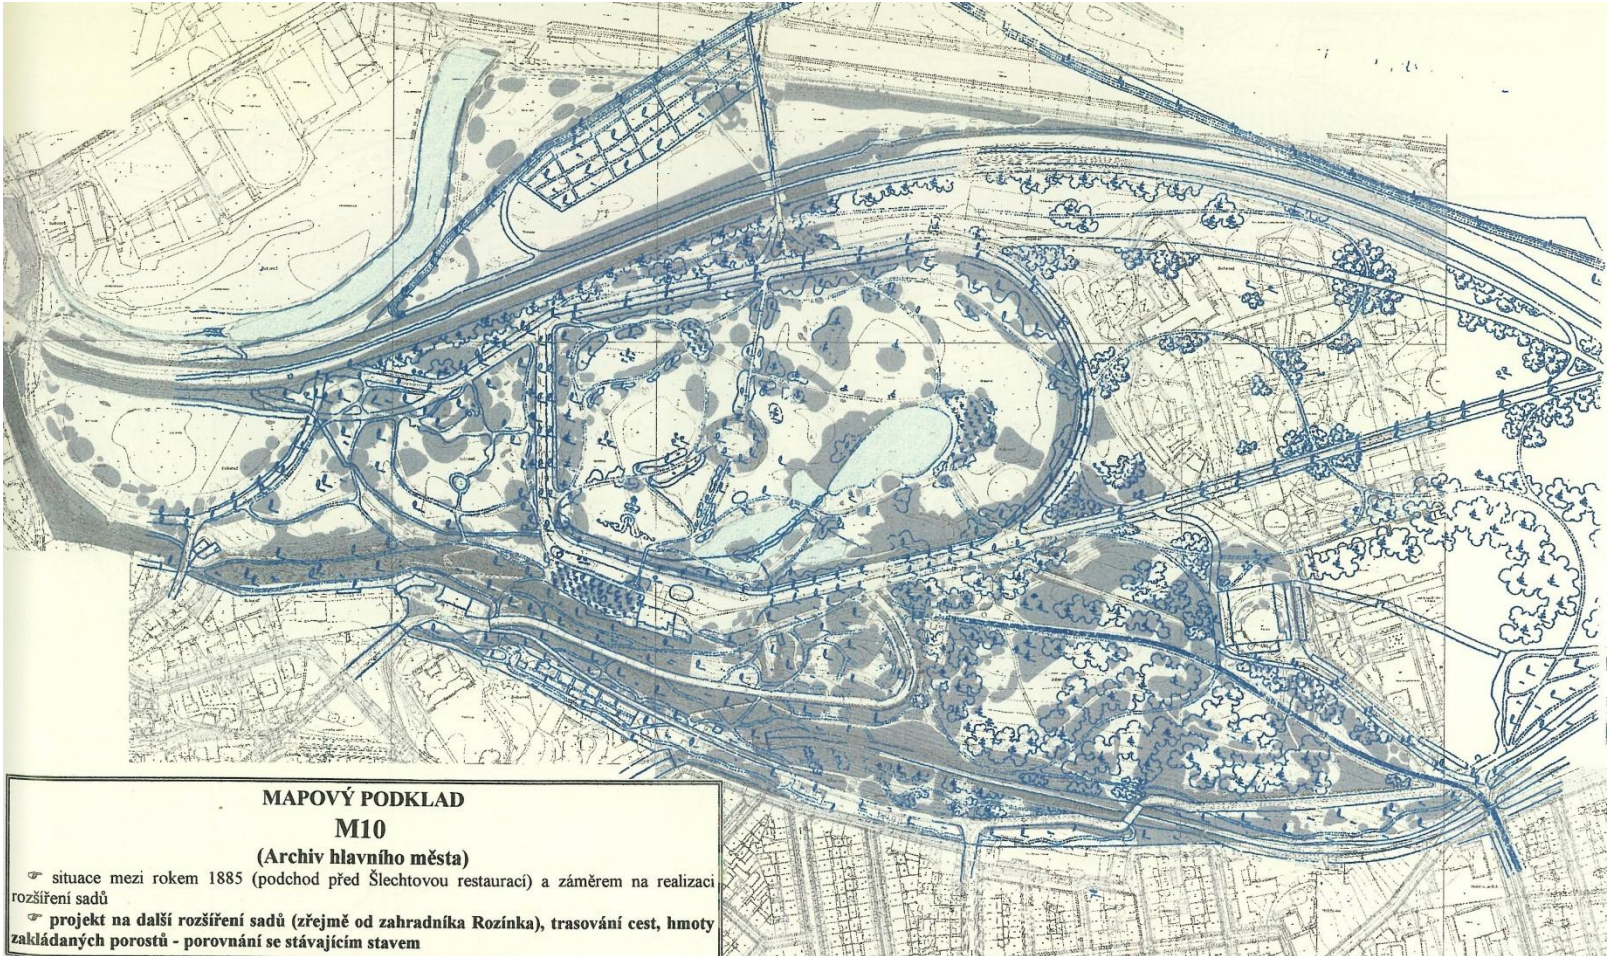 MAPOVÝ PODKLAD
M10
(Archiv hlavního města)
☞ situace mezi rokem 1885 (podchod před Šlechtovou restaurací) a záměrem na realizaci
rozšíření sadů
☞ projekt na další rozšíření sadů (zřejmě od zahradníka Rozínka), trasování cest, hmoty
zakládaných porostů - porovnání se stávajícím stavem